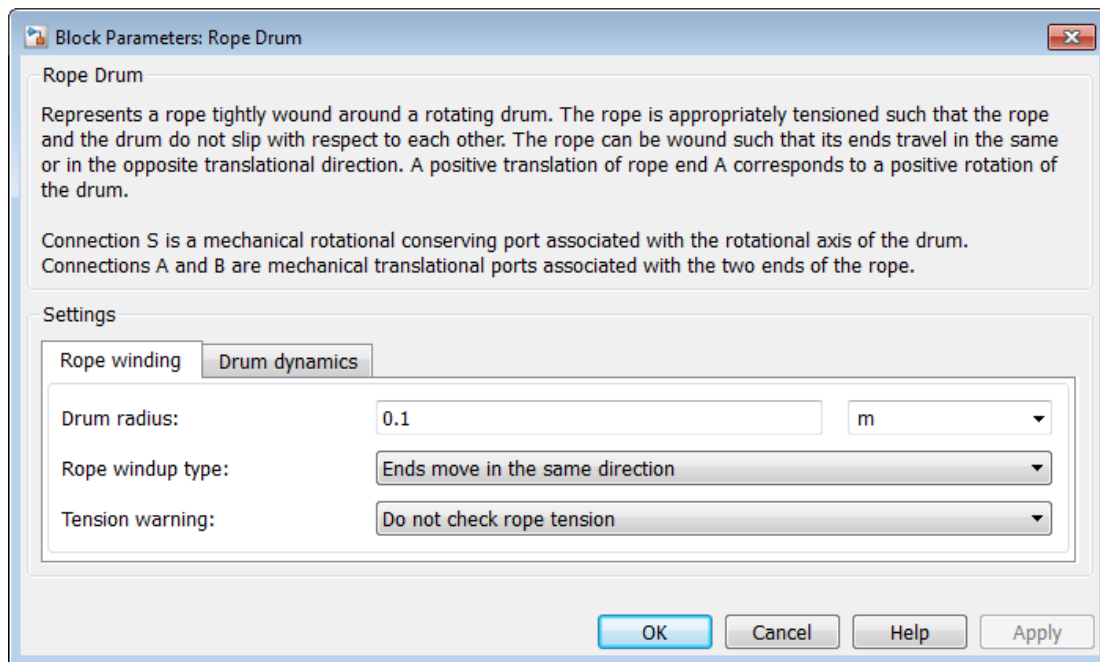 Block Parameters: Rope Drum
Rope Drum
Represents a rope tightly wound around a rotating drum. The rope is appropriately tensioned such that the rope
and the drum do not slip with respect to each other. The rope can be wound such that its ends travel in the same
or in the opposite translational direction. A positive translation of rope end A corresponds to a positive rotation of
the drum.
Connection S is a mechanical rotational conserving port associated with the rotational axis of the drum.
Connections A and B are mechanical translational ports associated with the two ends of the rope.
Settings
Rope winding Drum dynamics
Drum radius: 0.1 m
Rope windup type: Ends move in the same direction
Tension warning: Do not check rope tension
OK Cancel Help Apply